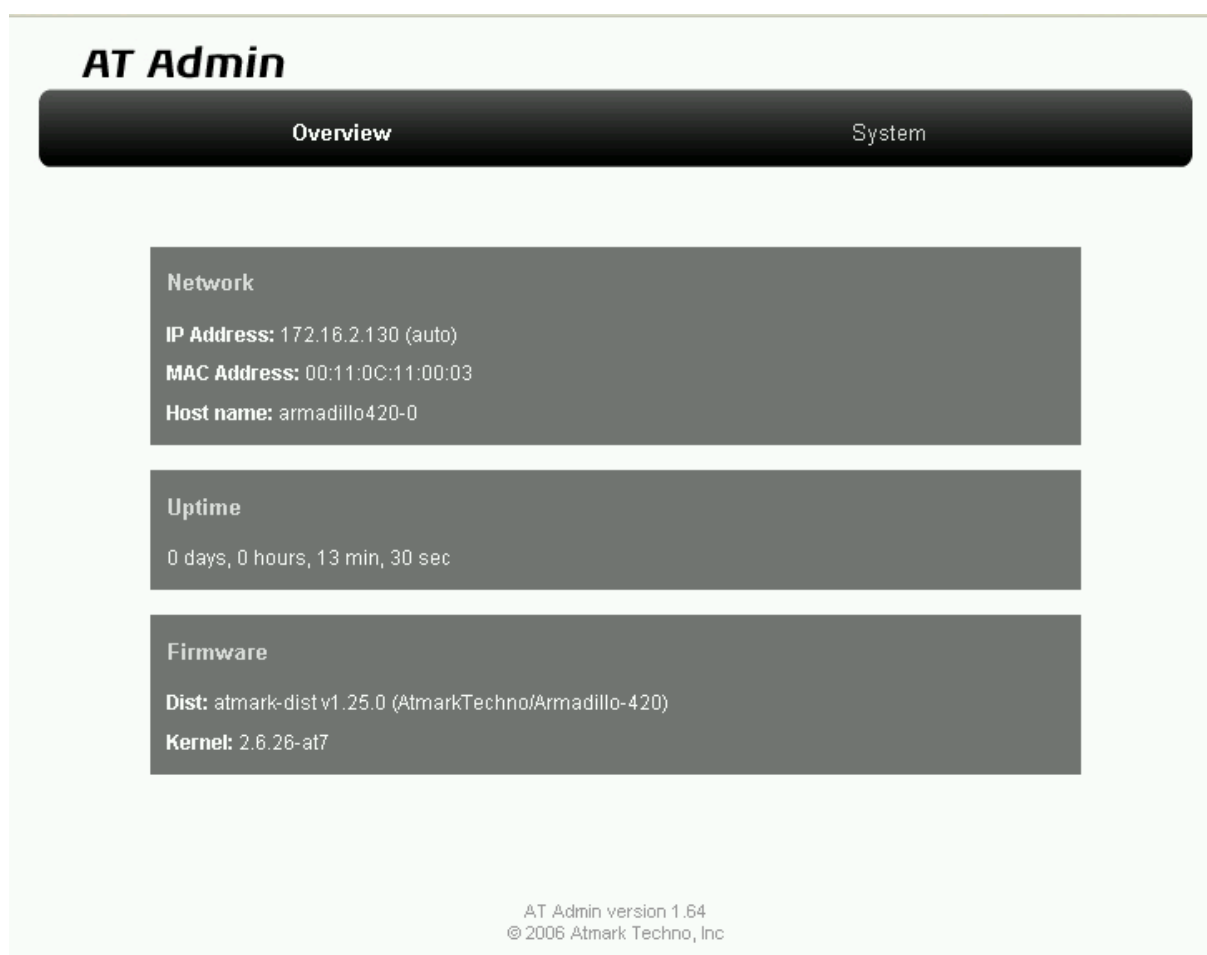 AT Admin
Overview System
Network
IP Address: 172.16.2.130 (auto)
MAC Address: 00:11:0C:11:00:03
Host name: armadillo420-0
Uptime
0 days, 0 hours, 13 min, 30 sec
Firmware
Dist: atmark-dist v1.25.0 (AtmarkTechno/Armadillo-420)
Kernel: 2.6.26-at7
AT Admin version 1.64
© 2006 Atmark Techno, Inc